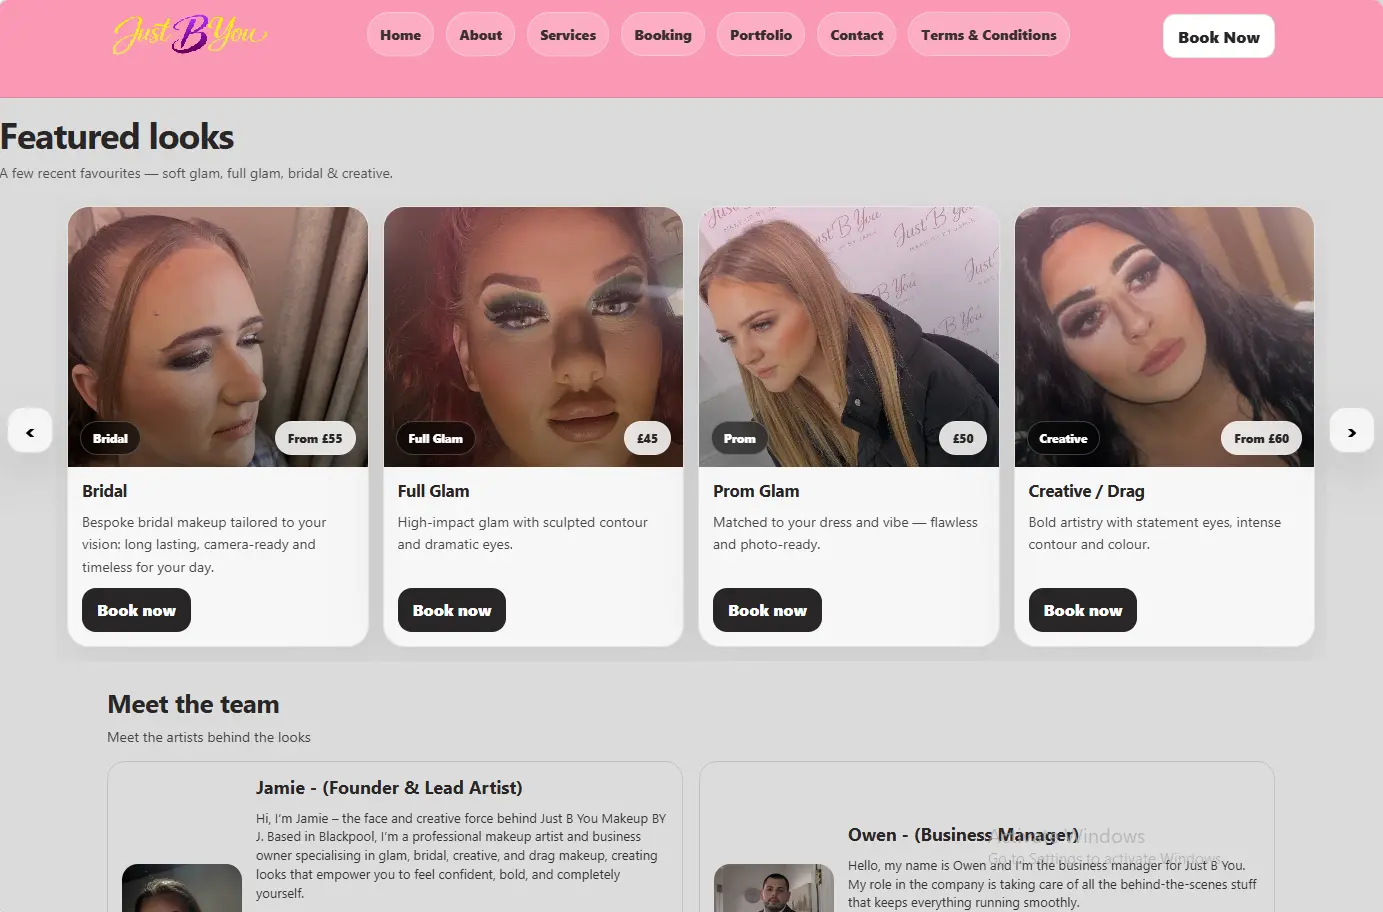 Just B You
Home
About
Services
Booking
Portfolio
Contact
Terms & Conditions
Book Now
Featured looks
A few recent favourites — soft glam, full glam, bridal & creative.
Bridal
From £55
Full Glam
£45
Just B You
Just B You
MAKEUP BY JAMIE
Just
B You
Prom
£50
Creative
From £60
<
>
Bridal
Bespoke bridal makeup tailored to your
vision: long lasting, camera-ready and
timeless for your day.
Book now
Full Glam
High-impact glam with sculpted contour
and dramatic eyes.
Book now
Prom Glam
Matched to your dress and vibe — flawless
and photo-ready.
Book now
Creative / Drag
Bold artistry with statement eyes, intense
contour and colour.
Book now
Meet the team
Meet the artists behind the looks
Jamie - (Founder & Lead Artist)
Hi, I'm Jamie – the face and creative force behind Just B You Makeup BY
J. Based in Blackpool, I'm a professional makeup artist and business
owner specialising in glam, bridal, creative, and drag makeup, creating
looks that empower you to feel confident, bold, and completely
yourself.
Owen - (Business Manager)
Hello, my name is Owen and I'm the business manager for Just B You.
My role in the company is taking care of all the behind-the-scenes stuff
that keeps everything running smoothly.
Activate Windows
Go to Settings to activate Windows.